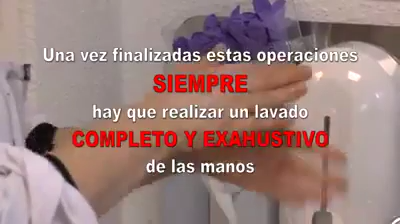 Una vez finalizadas estas operaciones
SIEMPRE
hay que realizar un lavado
COMPLETO Y EXAHUSTIVO
de las manos